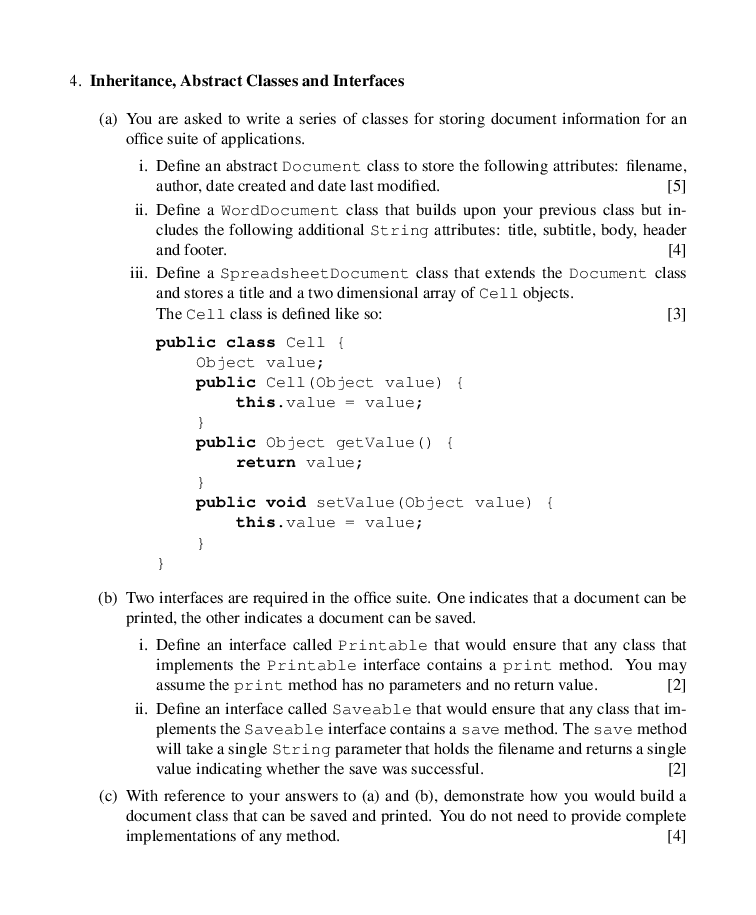 4. Inheritance, Abstract Classes and Interfaces
(a) You are asked to write a series of classes for storing document information for an
office suite of applications.
i. Define an abstract Document class to store the following attributes: filename,
author, date created and date last modified. [5]
ii. Define a WordDocument class that builds upon your previous class but in-
cludes the following additional String attributes: title, subtitle, body, header
and footer. [4]
iii. Define a SpreadsheetDocument class that extends the Document class
and stores a title and a two dimensional array of Cell objects.
The Cell class is defined like so: [3]
public class Cell {
Object value;
public Cell(Object value) {
this.value = value;
}
public Object getValue() {
return value;
}
public void setValue(Object value) {
this.value = value;
}
}
(b) Two interfaces are required in the office suite. One indicates that a document can be
printed, the other indicates a document can be saved.
i. Define an interface called Printable that would ensure that any class that
implements the Printable interface contains a print method. You may
assume the print method has no parameters and no return value. [2]
ii. Define an interface called Saveable that would ensure that any class that im-
plements the Saveable interface contains a save method. The save method
will take a single String parameter that holds the filename and returns a single
value indicating whether the save was successful. [2]
(c) With reference to your answers to (a) and (b), demonstrate how you would build a
document class that can be saved and printed. You do not need to provide complete
implementations of any method. [4]